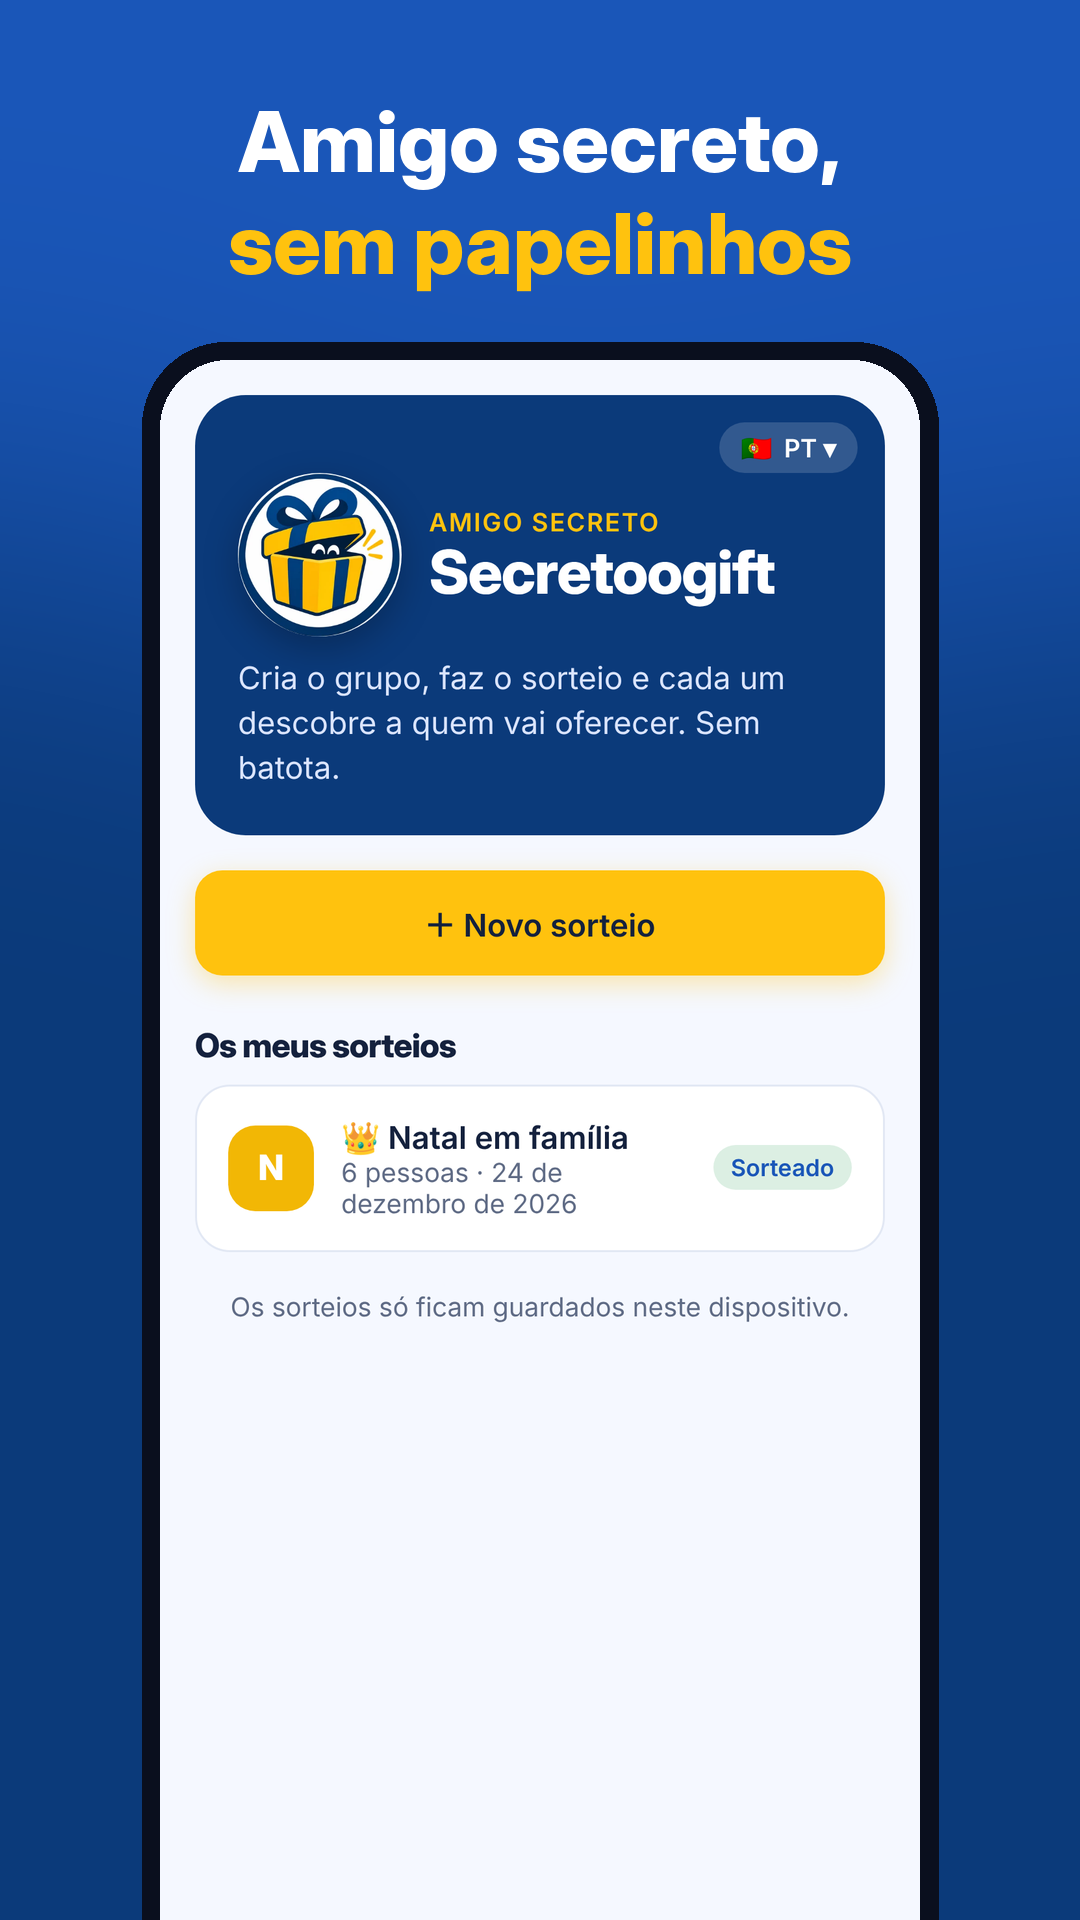 Amigo secreto,
sem papelinhos
🇵🇹 PT ▾
AMIGO SECRETO
Secretoogift
Cria o grupo, faz o sorteio e cada um
descobre a quem vai oferecer. Sem
batota.
+ Novo sorteio
Os meus sorteios
N
👑 Natal em família
6 pessoas · 24 de
dezembro de 2026
Sorteado
Os sorteios só ficam guardados neste dispositivo.